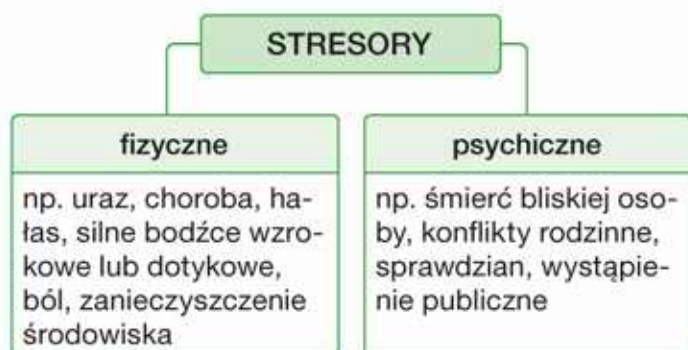 STRESORY
fizyczne
np. uraz, choroba, ha-
łas, silne bodźce wzro-
kowe lub dotykowe,
ból, zanieczyszczenie
środowiska
psychiczne
np. śmierć bliskiej oso-
by, konflikty rodzinne,
sprawdzian, wystąpie-
nie publiczne